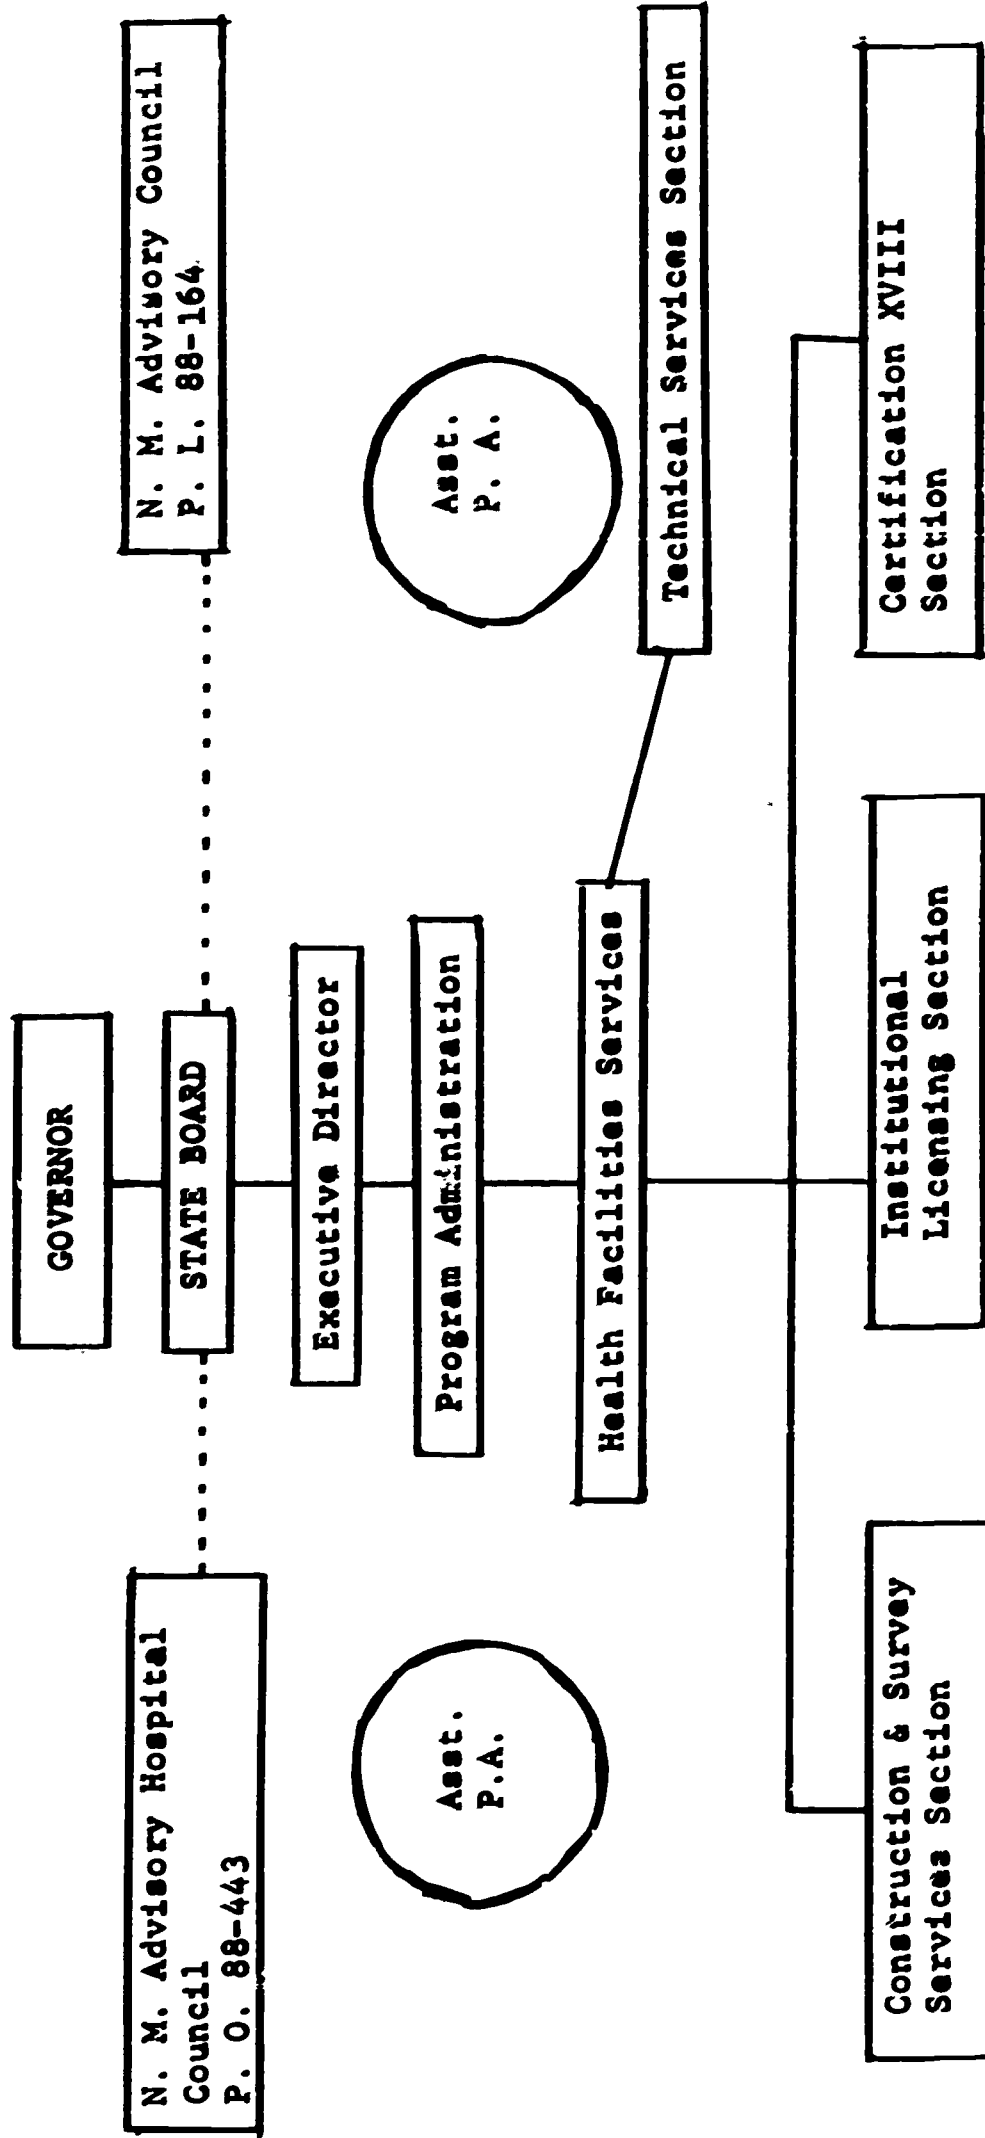 GOVERNOR
N. M. Advisory Hospital
Council
P. O. 88-443
STATE BOARD
N. M. Advisory Council
P. L. 88-164
Executive Director
Program Administration
Asst.
P.A.
Asst.
P. A.
Health Facilities Services
Technical Services Section
Construction & Survey
Services Section
Institutional
Licensing Section
Certification XVIII
Section